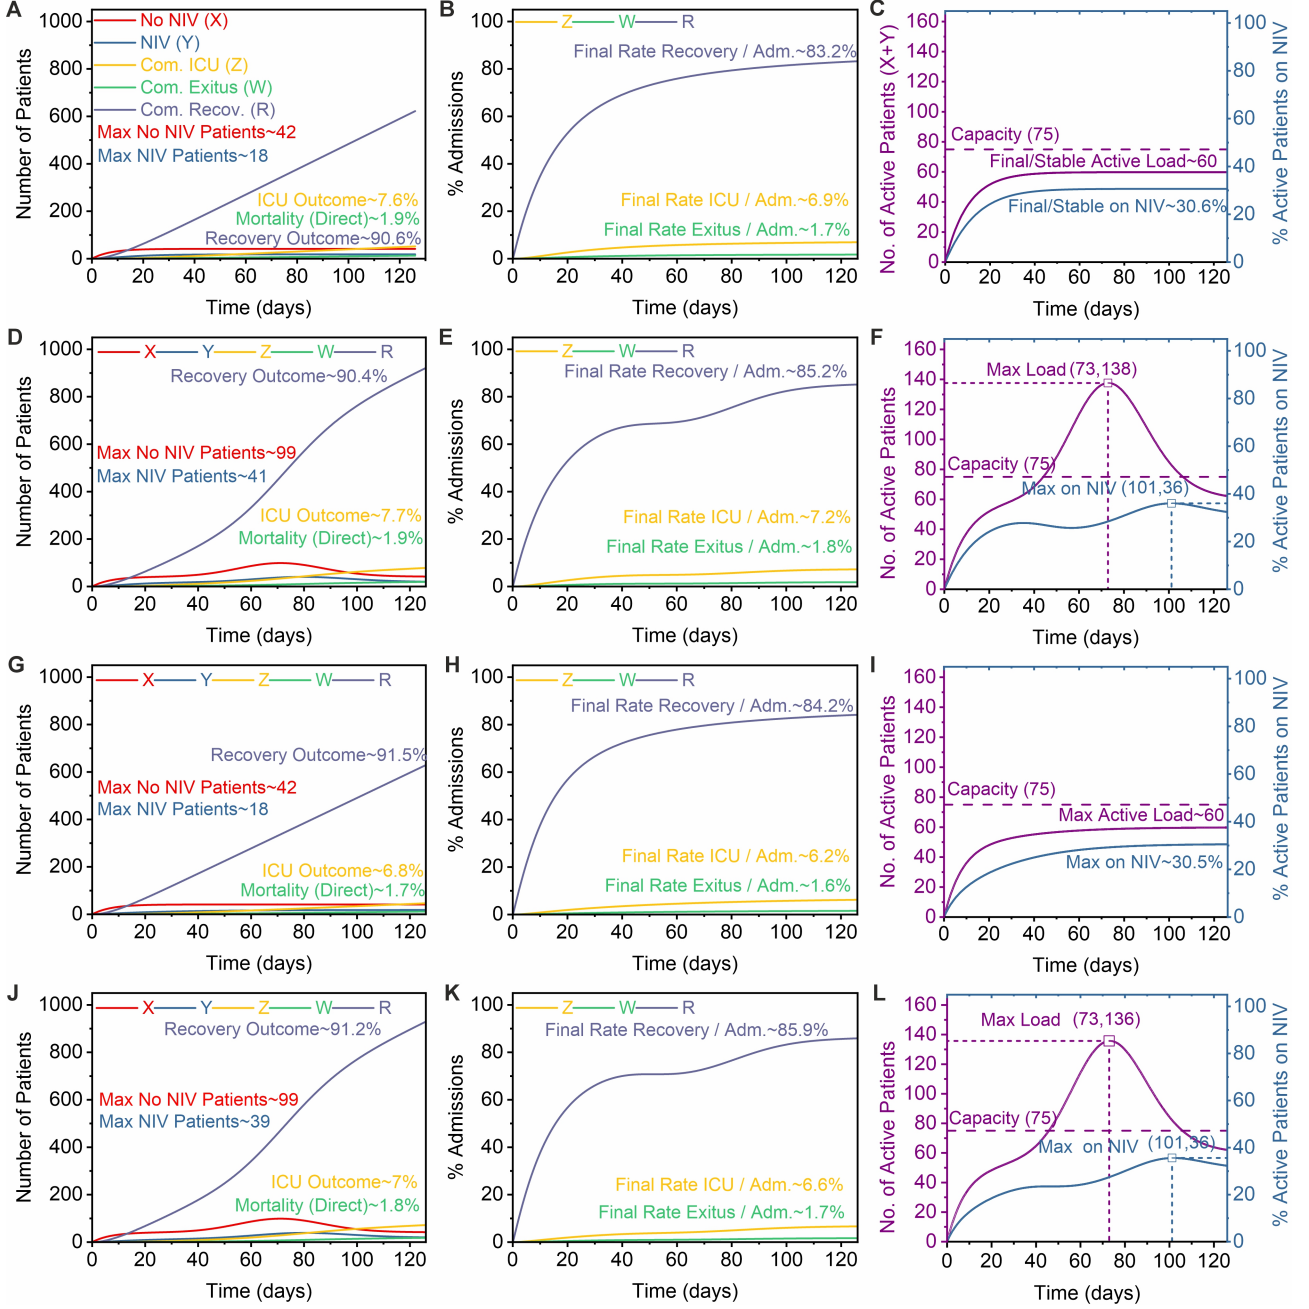 A
Number of Patients
1000
800
600
400
200
0
No NIV (X)
NIV (Y)
Com. ICU (Z)
Com. Exitus (W)
Com. Recov. (R)
Max No NIV Patients~42
Max NIV Patients~18
ICU Outcome~7.6%
Mortality (Direct)~1.9%
Recovery Outcome~90.6%
0 20 40 60 80 100 120
Time (days)
B
% Admissions
100
80
60
40
20
0
Z W R
Final Rate Recovery / Adm.~83.2%
Final Rate ICU / Adm.~6.9%
Final Rate Exitus / Adm.~1.7%
0 20 40 60 80 100 120
Time (days)
C
No. of Active Patients (X+Y)
160
140
120
100
80
60
40
20
0
Capacity (75)
Final/Stable Active Load~60
Final/Stable on NIV~30.6%
100
80
60
40
20
0
% Active Patients on NIV
0 20 40 60 80 100 120
Time (days)
D
Number of Patients
1000
800
600
400
200
0
X Y Z W R
Recovery Outcome~90.4%
Max No NIV Patients~99
Max NIV Patients~41
ICU Outcome~7.7%
Mortality (Direct)~1.9%
0 20 40 60 80 100 120
Time (days)
E
% Admissions
100
80
60
40
20
0
Z W R
Final Rate Recovery / Adm.~85.2%
Final Rate ICU / Adm.~7.2%
Final Rate Exitus / Adm.~1.8%
0 20 40 60 80 100 120
Time (days)
F
No. of Active Patients
160
140
120
100
80
60
40
20
0
Max Load (73,138)
Capacity (75)
Max on NIV (101,36)
100
80
60
40
20
0
% Active Patients on NIV
0 20 40 60 80 100 120
Time (days)
G
Number of Patients
1000
800
600
400
200
0
X Y Z W R
Recovery Outcome~91.5%
Max No NIV Patients~42
Max NIV Patients~18
ICU Outcome~6.8%
Mortality (Direct)~1.7%
0 20 40 60 80 100 120
Time (days)
H
% Admissions
100
80
60
40
20
0
Z W R
Final Rate Recovery / Adm.~84.2%
Final Rate ICU / Adm.~6.2%
Final Rate Exitus / Adm.~1.6%
0 20 40 60 80 100 120
Time (days)
I
No. of Active Patients
160
140
120
100
80
60
40
20
0
Capacity (75)
Max Active Load~60
Max on NIV~30.5%
100
80
60
40
20
0
% Active Patients on NIV
0 20 40 60 80 100 120
Time (days)
J
Number of Patients
1000
800
600
400
200
0
X Y Z W R
Recovery Outcome~91.2%
Max No NIV Patients~99
Max NIV Patients~39
ICU Outcome~7%
Mortality (Direct)~1.8%
0 20 40 60 80 100 120
Time (days)
K
% Admissions
100
80
60
40
20
0
Z W R
Final Rate Recovery / Adm.~85.9%
Final Rate ICU / Adm.~6.6%
Final Rate Exitus / Adm.~1.7%
0 20 40 60 80 100 120
Time (days)
L
No. of Active Patients
160
140
120
100
80
60
40
20
0
Max Load (73,136)
Capacity (75)
Max on NIV (101,36)
100
80
60
40
20
0
% Active Patients on NIV
0 20 40 60 80 100 120
Time (days)